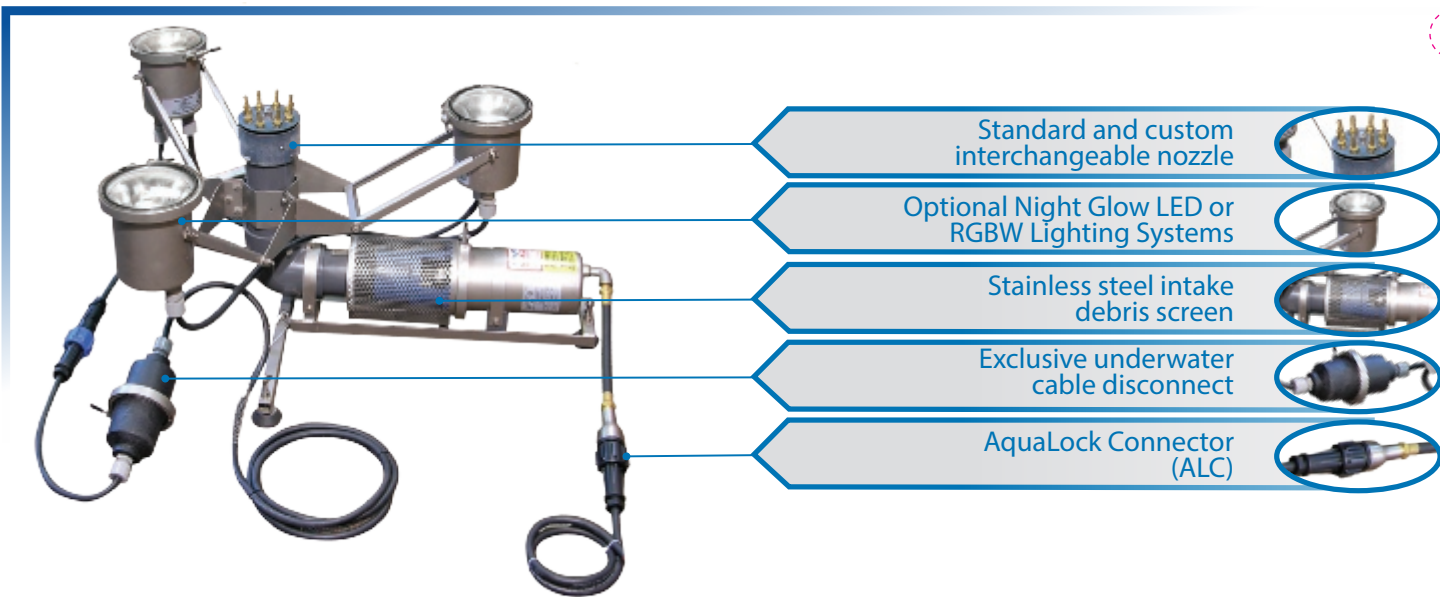 Standard and custom
interchangeable nozzle
Optional Night Glow LED or
RGBW Lighting Systems
Stainless steel intake
debris screen
Exclusive underwater
cable disconnect
AquaLock Connector
(ALC)